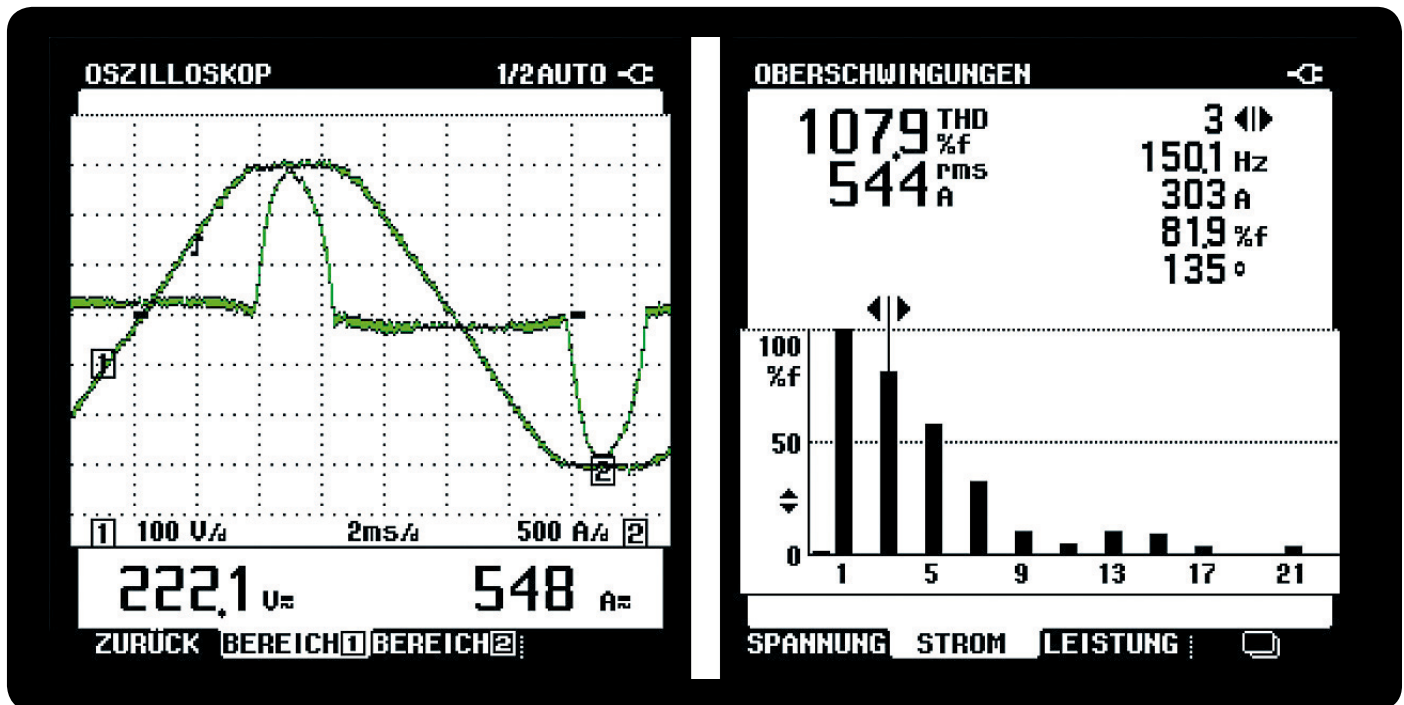 OSZILLOSKOP 1/2AUTO
1
2
1 100 V/d 2ms/d 500 A/d 2
222,1 V≂ 548 A≂
ZURÜCK BEREICH1 BEREICH2
OBERSCHWINGUNGEN
107,9 THD %f
544 rms A
3
150,1 Hz
303 A
81,9 %f
135 °
100
%f
50
0
1 5 9 13 17 21
SPANNUNG STROM LEISTUNG